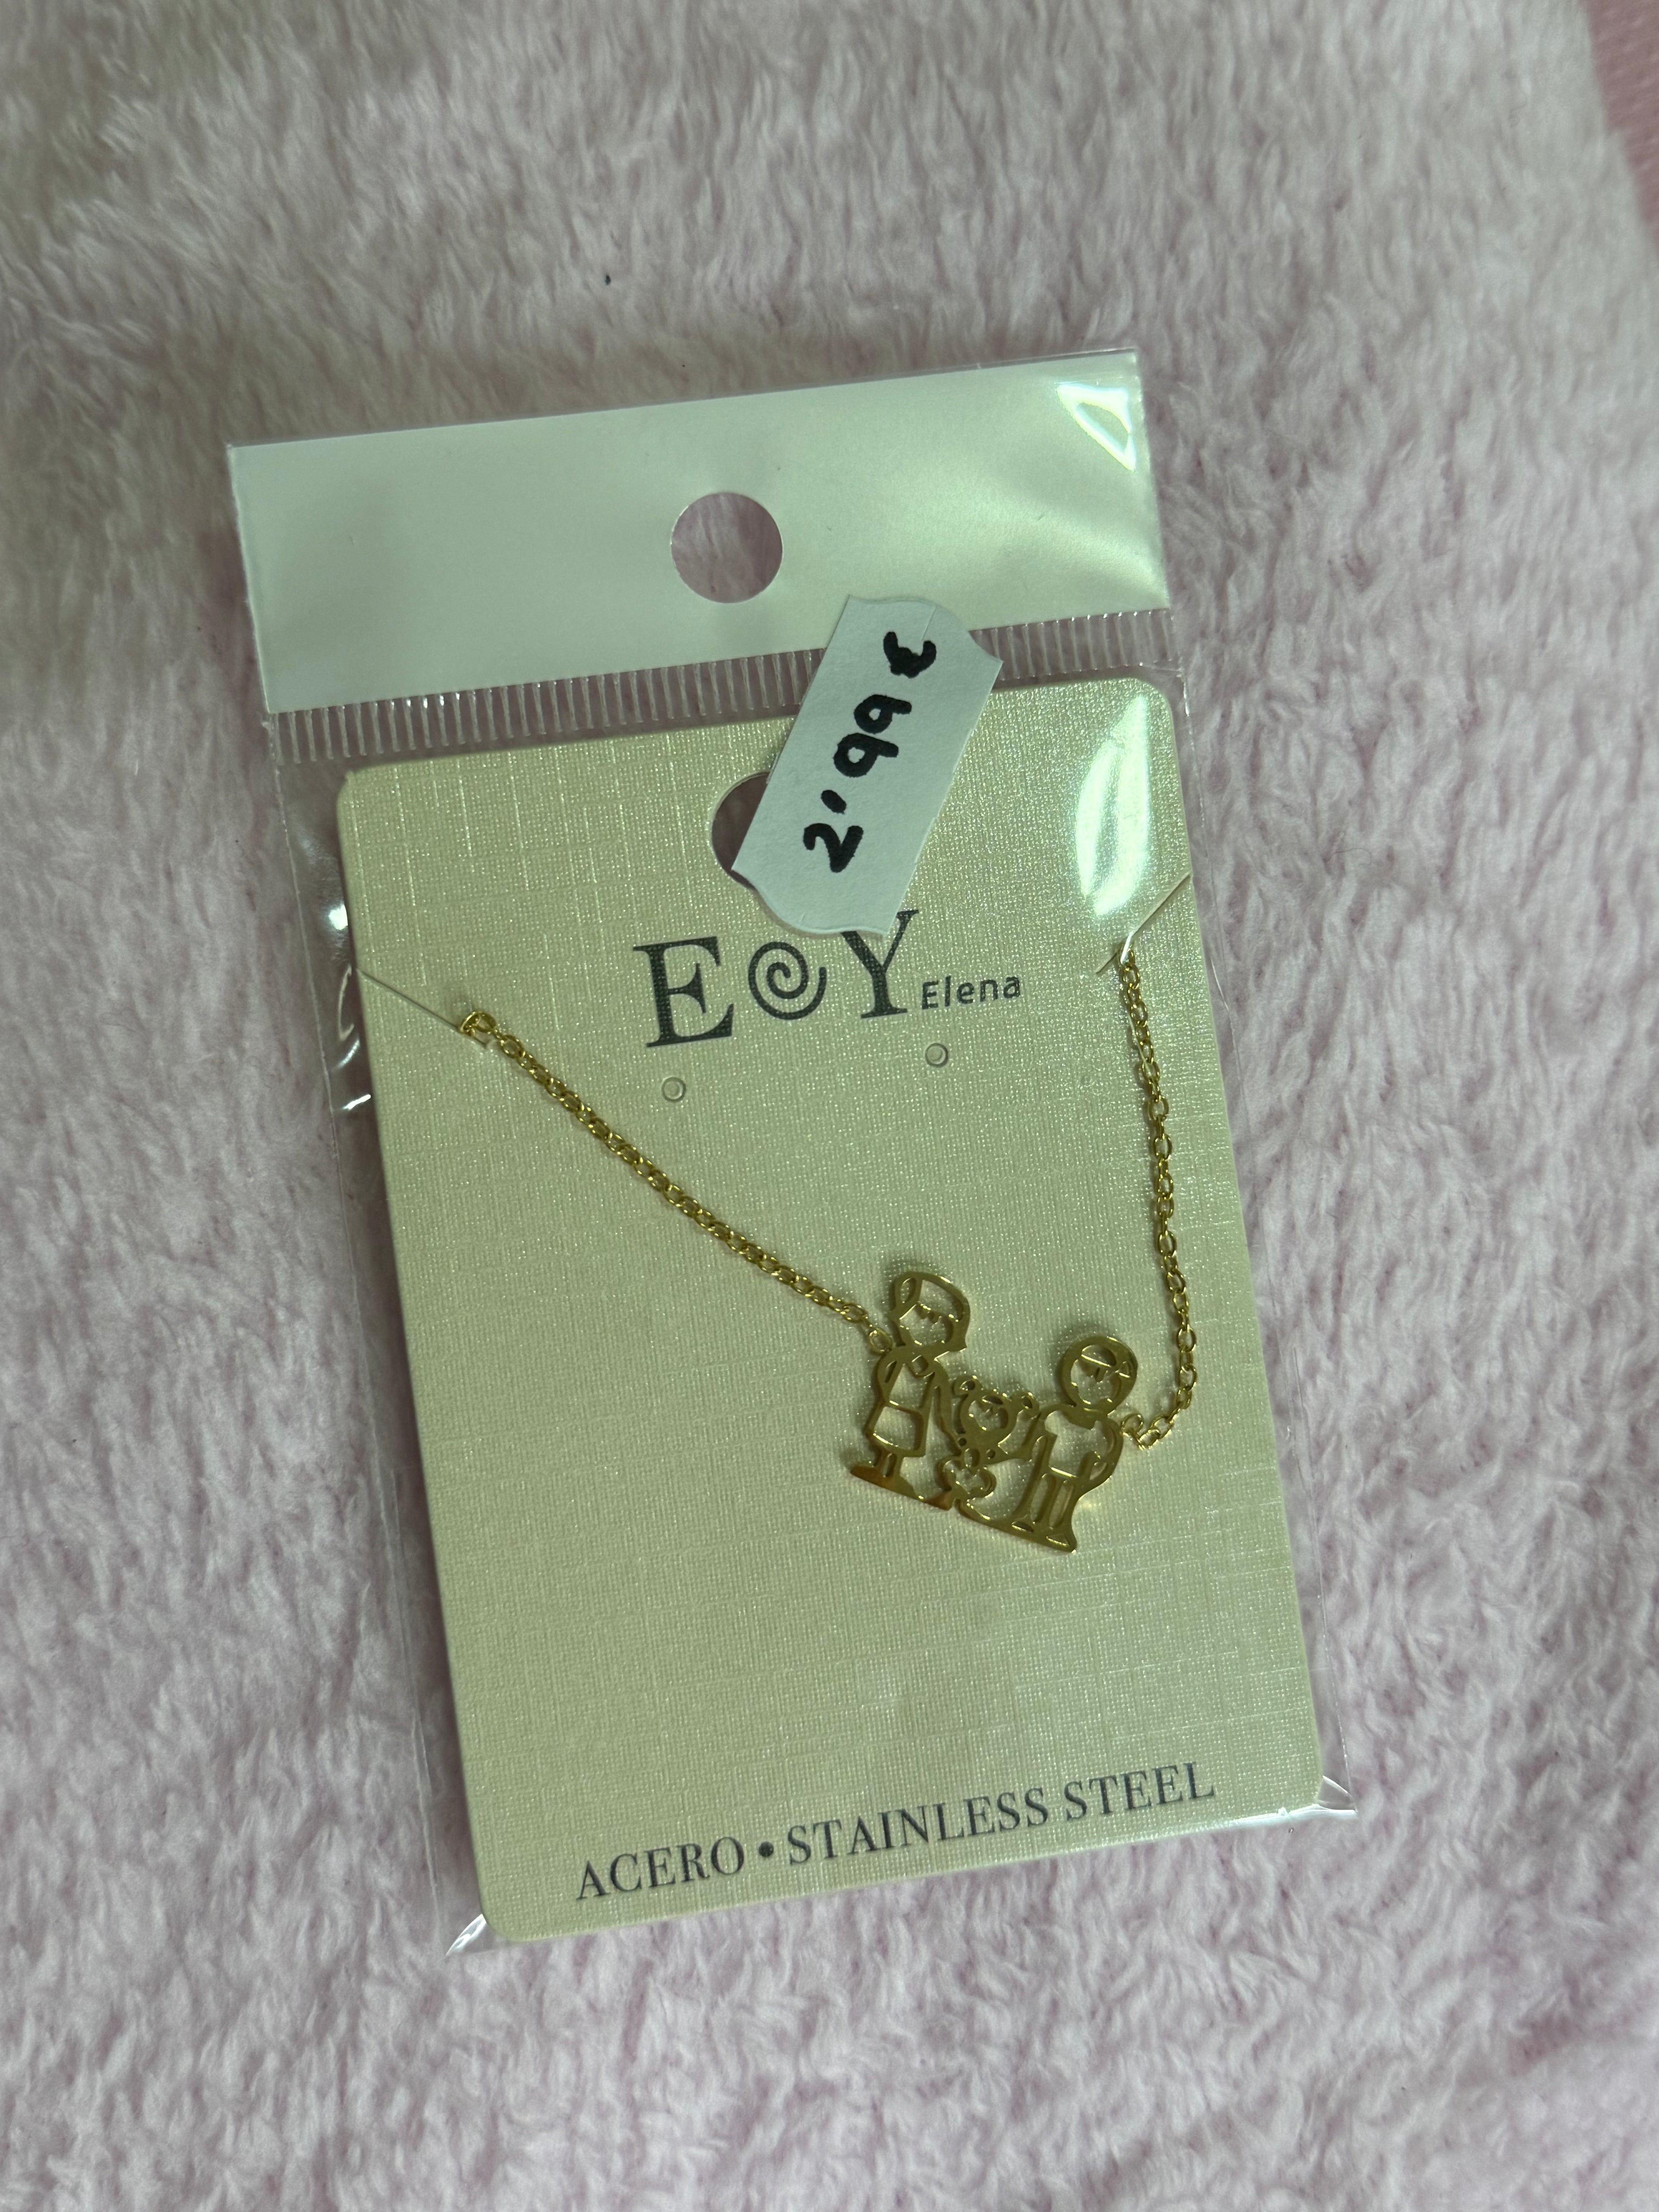 2'99 €
E@Y Elena
ACERO • STAINLESS STEEL